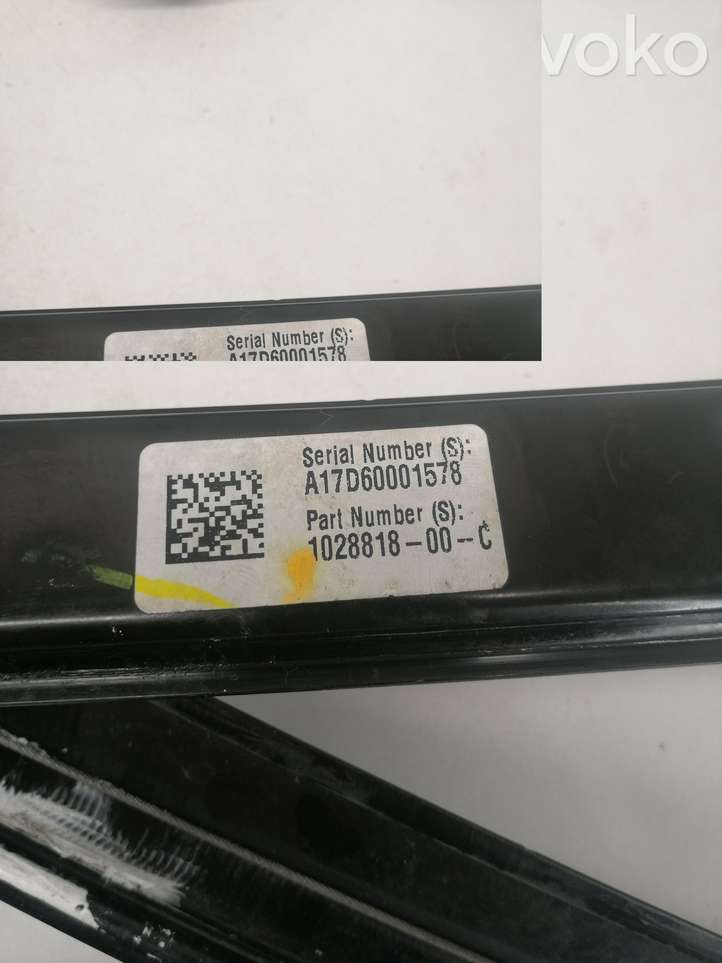 voko
Serial Number (S):
A17D60001578
Serial Number (S):
A17D60001578
Part Number (S):
1028818-00-C